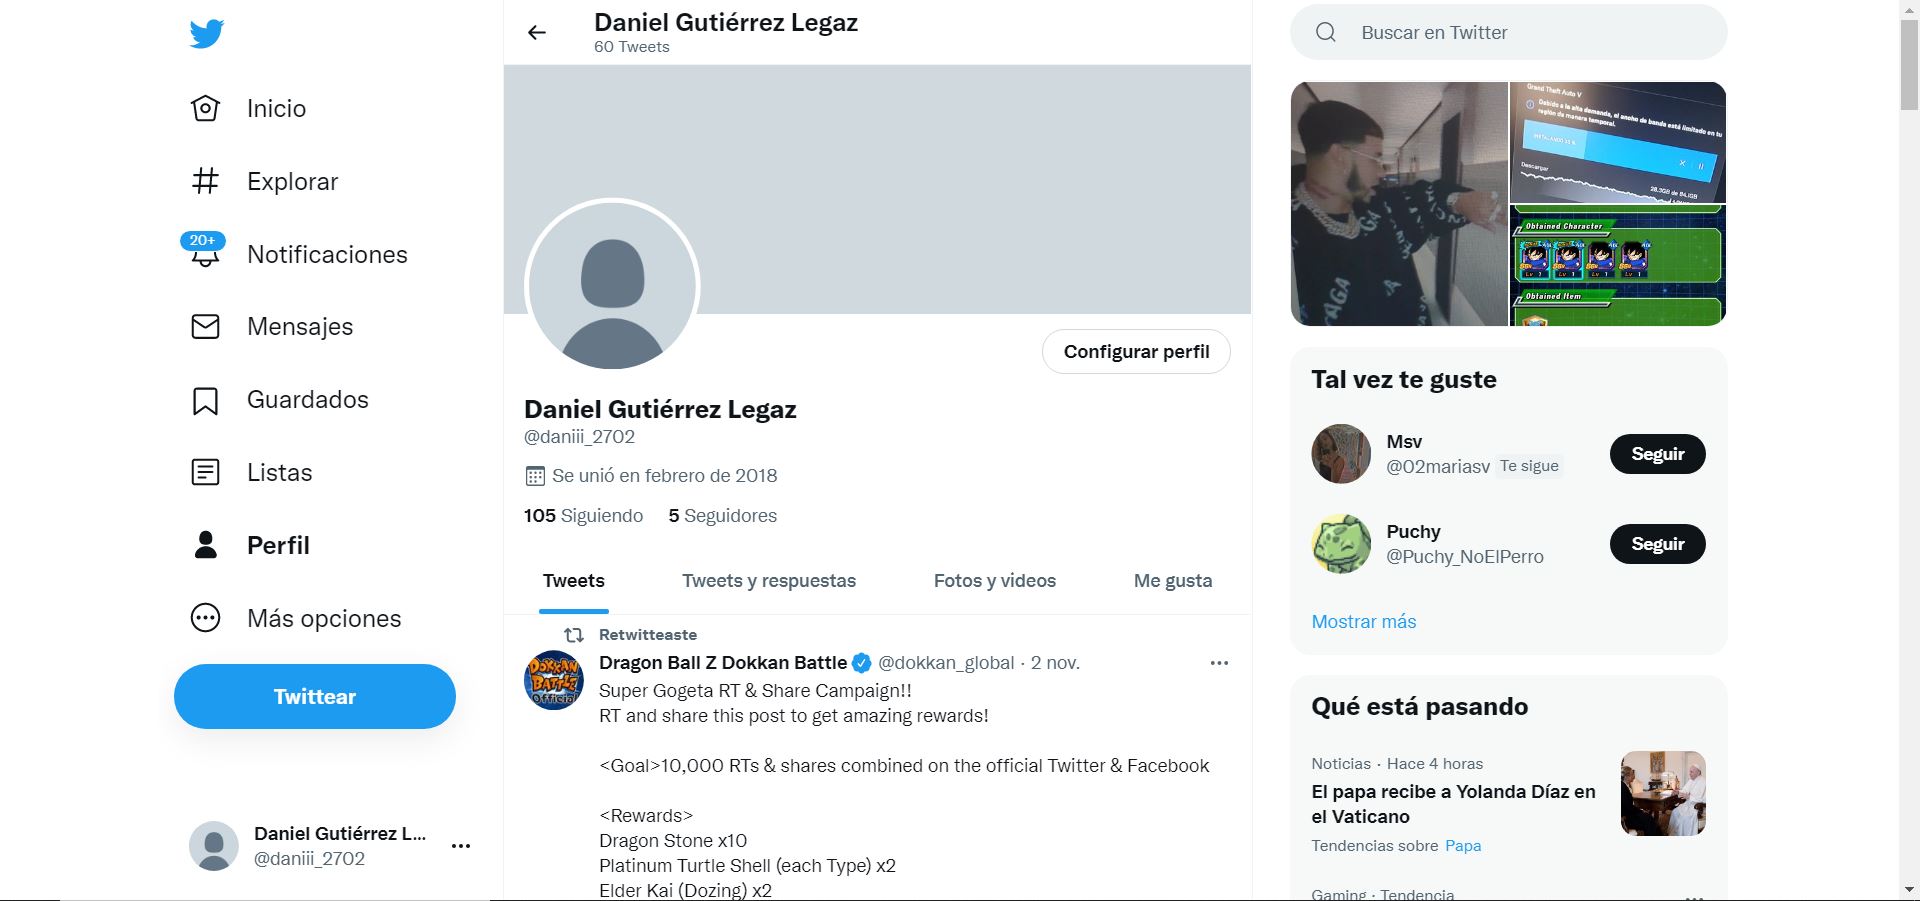 Inicio
Explorar
20+
Notificaciones
Mensajes
Guardados
Listas
Perfil
Más opciones
Twittear
Daniel Gutiérrez L...
@daniii_2702
Daniel Gutiérrez Legaz
60 Tweets
Configurar perfil
Daniel Gutiérrez Legaz
@daniii_2702
Se unió en febrero de 2018
105 Siguiendo 5 Seguidores
Tweets Tweets y respuestas Fotos y videos Me gusta
Retwitteaste
Dragon Ball Z Dokkan Battle @dokkan_global · 2 nov.
DOKKAN
BATTLE
Official
Super Gogeta RT & Share Campaign!!
RT and share this post to get amazing rewards!
<Goal>10,000 RTs & shares combined on the official Twitter & Facebook
<Rewards>
Dragon Stone x10
Platinum Turtle Shell (each Type) x2
Elder Kai (Dozing) x2
Buscar en Twitter
Grand Theft Auto V
Debido a la alta demanda, el ancho de banda está limitado en tu
región de manera temporal.
Descargar
Obtained Character
Obtained Item
Tal vez te guste
Msv
@02mariasv Te sigue
Seguir
Puchy
@Puchy_NoElPerro
Seguir
Mostrar más
Qué está pasando
Noticias · Hace 4 horas
El papa recibe a Yolanda Díaz en
el Vaticano
Tendencias sobre Papa
Gaming · Tendencia